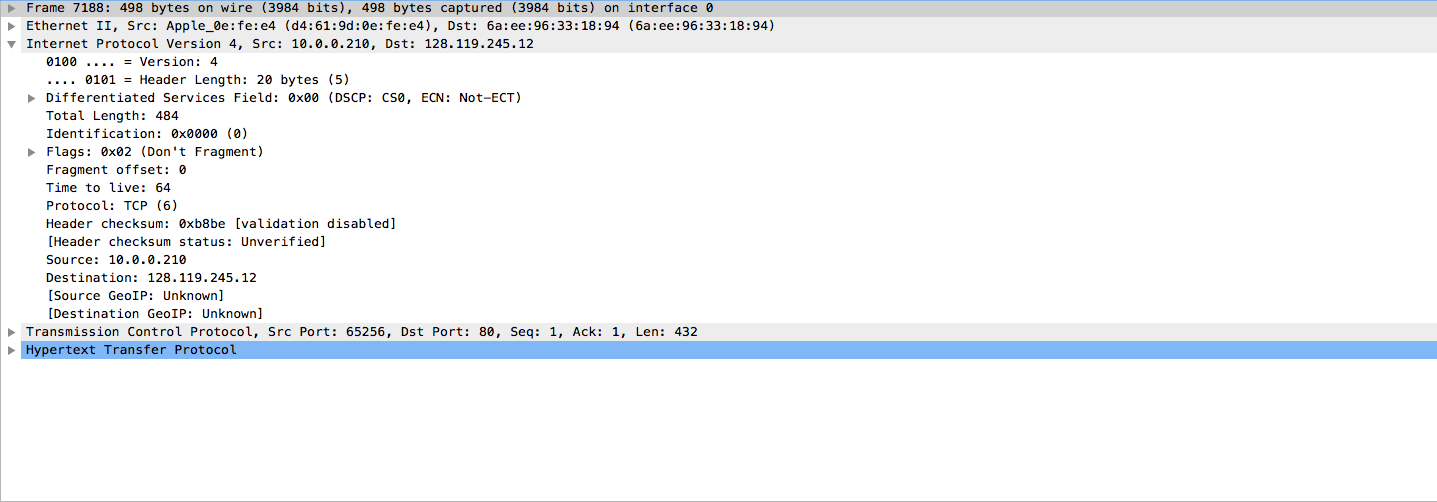 Frame 7188: 498 bytes on wire (3984 bits), 498 bytes captured (3984 bits) on interface 0
Ethernet II, Src: Apple_0e:fe:e4 (d4:61:9d:0e:fe:e4), Dst: 6a:ee:96:33:18:94 (6a:ee:96:33:18:94)
Internet Protocol Version 4, Src: 10.0.0.210, Dst: 128.119.245.12
0100 .... = Version: 4
.... 0101 = Header Length: 20 bytes (5)
Differentiated Services Field: 0x00 (DSCP: CS0, ECN: Not-ECT)
Total Length: 484
Identification: 0x0000 (0)
Flags: 0x02 (Don't Fragment)
Fragment offset: 0
Time to live: 64
Protocol: TCP (6)
Header checksum: 0xb8be [validation disabled]
[Header checksum status: Unverified]
Source: 10.0.0.210
Destination: 128.119.245.12
[Source GeoIP: Unknown]
[Destination GeoIP: Unknown]
Transmission Control Protocol, Src Port: 65256, Dst Port: 80, Seq: 1, Ack: 1, Len: 432
Hypertext Transfer Protocol